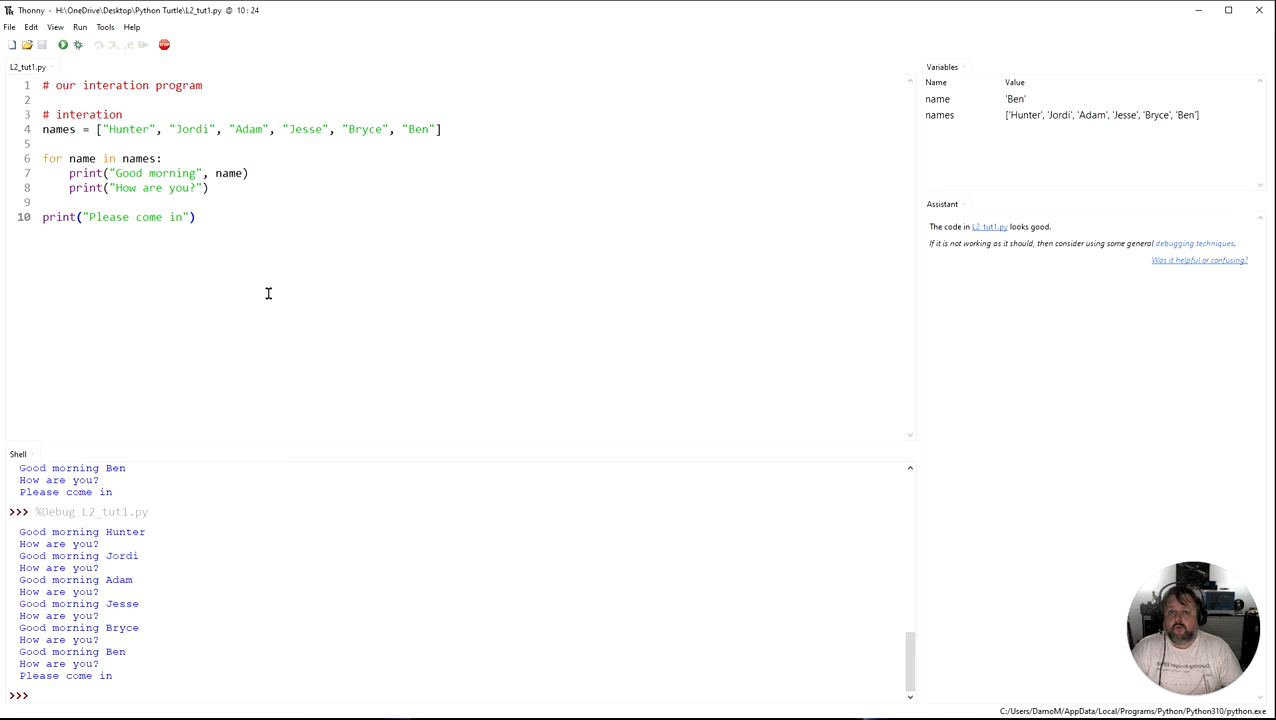 Thonny - H:\OneDrive\Desktop\Python Turtle\L2_tut1.py @ 10 : 24
File Edit View Run Tools Help
STOP
L2_tut1.py
1 # our interation program
2
3 # interation
4 names = ["Hunter", "Jordi", "Adam", "Jesse", "Bryce", "Ben"]
5
6 for name in names:
7 print("Good morning", name)
8 print("How are you?")
9
10 print("Please come in")
Shell
Good morning Ben
How are you?
Please come in
>>> %Debug L2_tut1.py
Good morning Hunter
How are you?
Good morning Jordi
How are you?
Good morning Adam
How are you?
Good morning Jesse
How are you?
Good morning Bryce
How are you?
Good morning Ben
How are you?
Please come in
>>>
Variables
Name Value
name 'Ben'
names ['Hunter', 'Jordi', 'Adam', 'Jesse', 'Bryce', 'Ben']
Assistant
The code in L2_tut1.py looks good.
If it is not working as it should, then consider using some general debugging techniques.
Was it helpful or confusing?
C:/Users/DamoM/AppData/Local/Programs/Python/Python310/python.exe